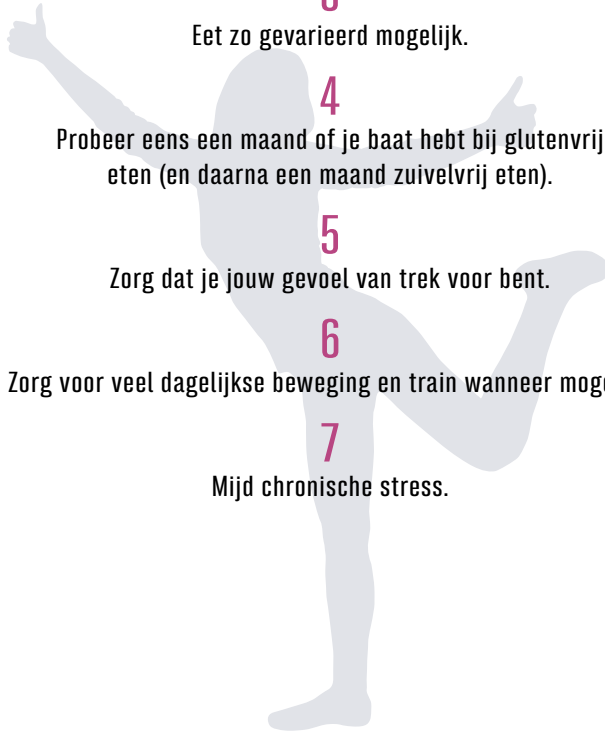 Eet zo gevarieerd mogelijk.
4
Probeer eens een maand of je baat hebt bij glutenvrij
eten (en daarna een maand zuivelvrij eten).
5
Zorg dat je jouw gevoel van trek voor bent.
6
Zorg voor veel dagelijkse beweging en train wanneer
7
Mijd chronische stress.